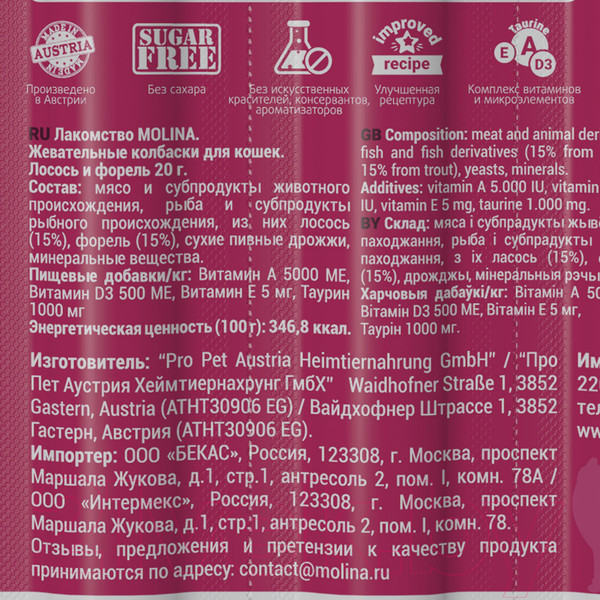 MADE IN
AUSTRIA
MADE IN
Произведено
в Австрии
SUGAR
FREE
Без сахара
Без искусственных
красителей, консервантов,
ароматизаторов
improved
recipe
Улучшенная
рецептура
Taurine
E A D3
Комплекс витаминов
и микроэлементов
RU Лакомство MOLINA.
Жевательные колбаски для кошек.
Лосось и форель 20 г.
Состав: мясо и субпродукты животного
происхождения, рыба и субпродукты
рыбного происхождения, из них лосось
(15%), форель (15%), сухие пивные дрожжи,
минеральные вещества.
Пищевые добавки/кг: Витамин А 5000 МЕ,
Витамин D3 500 МЕ, Витамин Е 5 мг, Таурин
1000 мг
Энергетическая ценность (100 г): 346,8 ккал.
GB Composition: meat and animal der
fish and fish derivatives (15% from
15% from trout), yeasts, minerals.
Additives: vitamin A 5.000 IU, vitamin
IU, vitamin E 5 mg, taurine 1.000 mg.
BY Склад: мяса і субпрадукты жывё
паходжання, рыба і субпрадукты
паходжання, з іх ласось (15%),
(15%), дрожджы, мінеральныя рэчы
Харчовыя дабаўкі/кг: Вітамін А 50
Вітамін D3 500 МЕ, Вітамін Е 5 мг,
Таурін 1000 мг.
Изготовитель: “Pro Pet Austria Heimtiernahrung GmbH” / “Про
Пет Аустрия Хеймтиернахрунг ГмбХ” Waidhofner Straße 1, 3852
Gastern, Austria (ATHT30906 EG) / Вайдхофнер Штрассе 1, 3852
Гастерн, Австрия (ATHT30906 EG).
Импортер: ООО «БЕКАС», Россия, 123308, г. Москва, проспект
Маршала Жукова, д.1, стр.1, антресоль 2, пом. I, комн. 78А /
ООО «Интермекс», Россия, 123308, г. Москва, проспект
Маршала Жукова, д.1, стр.1, антресоль 2, пом. I, комн. 78.
Отзывы, предложения и претензии к качеству продукта
принимаются по адресу: contact@molina.ru
Им
220
тел
ww